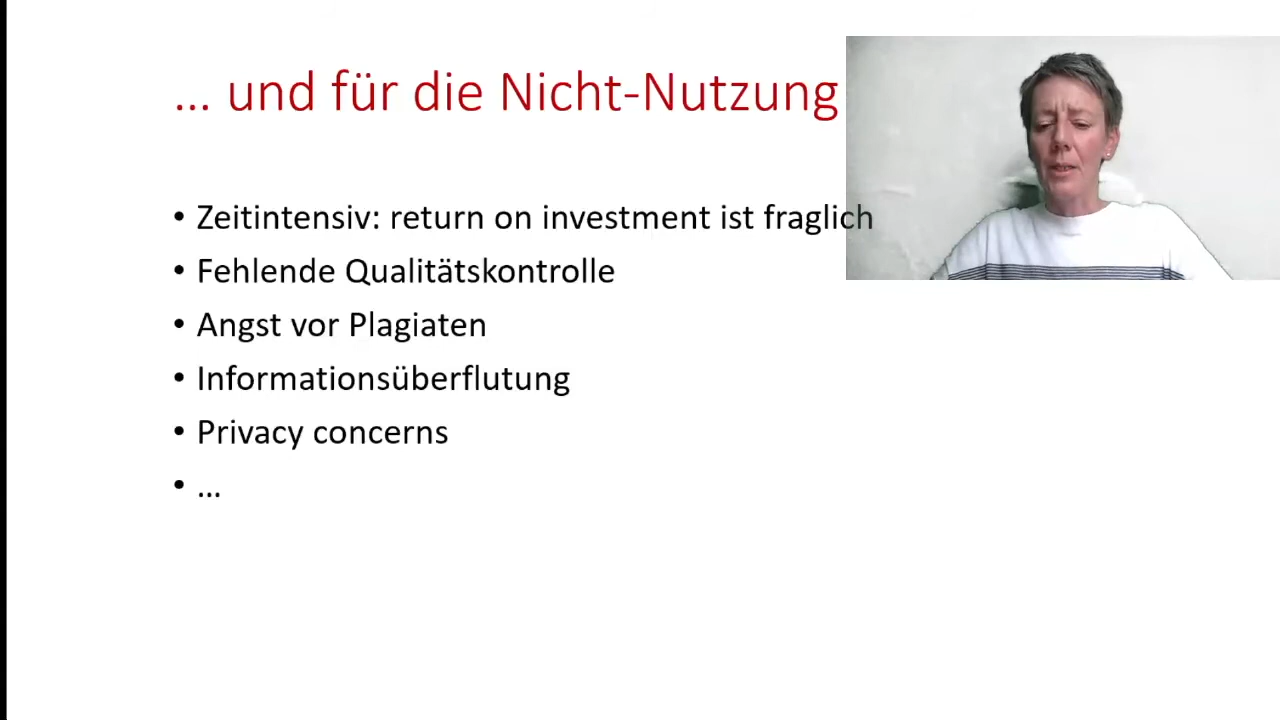 ... und für die Nicht-Nutzung
• Zeitintensiv: return on investment ist fraglich
• Fehlende Qualitätskontrolle
• Angst vor Plagiaten
• Informationsüberflutung
• Privacy concerns
• ...